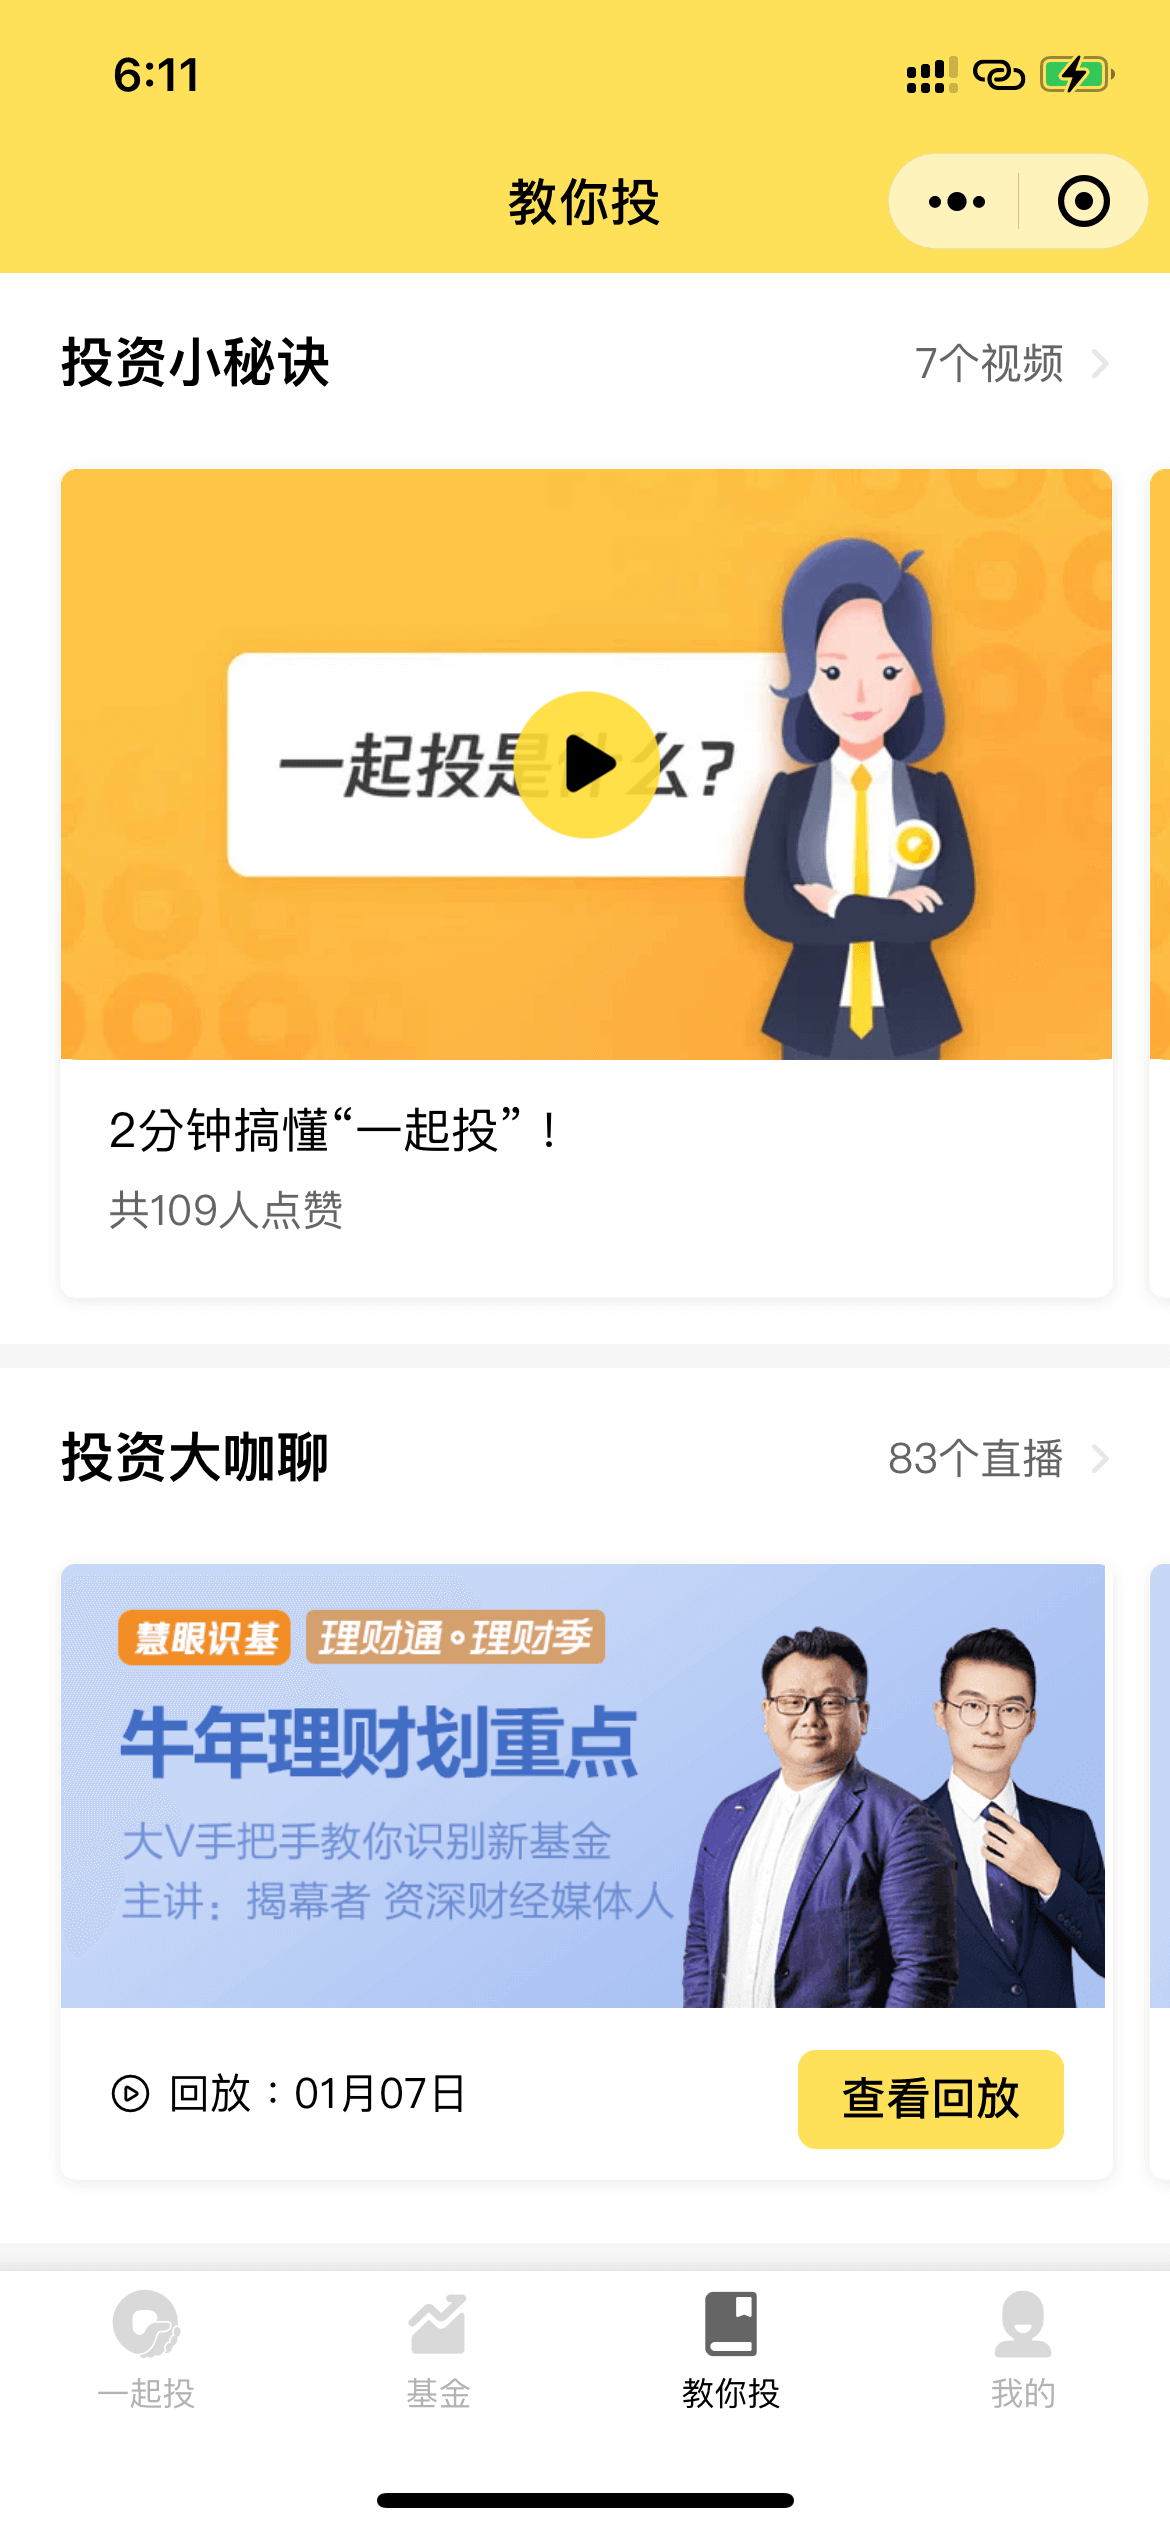 6:11
教你投
投资小秘诀
7个视频
一起投是什么?
2分钟搞懂“一起投”！
共109人点赞
投资大咖聊
83个直播
慧眼识基 理财通·理财季
牛年理财划重点
大V手把手教你识别新基金
主讲：揭幕者 资深财经媒体人
回放：01月07日
查看回放
一起投
基金
教你投
我的